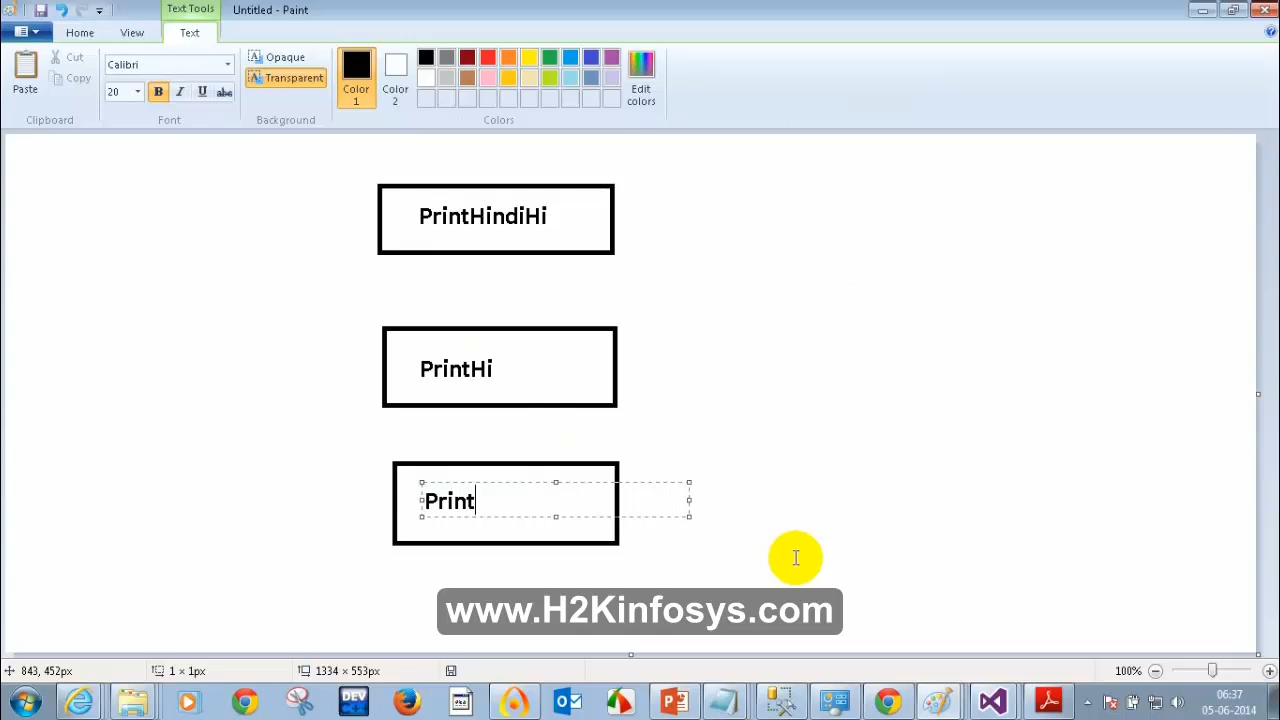 Untitled - Paint
Text Tools
Home
View
Text
Paste
Cut
Copy
Clipboard
Calibri
20
B I U abc
Font
Opaque
Transparent
Background
Color 1
Color 2
Edit colors
Colors
PrintHindiHi
PrintHi
Print
www.H2Kinfosys.com
843, 452px
1 × 1px
1334 × 553px
100%
DEV
06:37
05-06-2014